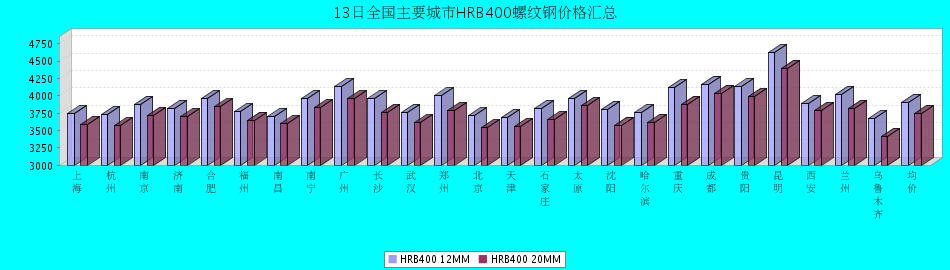 13日全国主要城市HRB400螺纹钢价格汇总
4750
4500
4250
4000
3750
3500
3250
3000
上海
杭州
南京
济南
合肥
福州
南昌
南宁
广州
长沙
武汉
郑州
北京
天津
石家庄
太原
沈阳
哈尔滨
重庆
成都
贵阳
昆明
西安
兰州
乌鲁木齐
均价
HRB400 12MM
HRB400 20MM